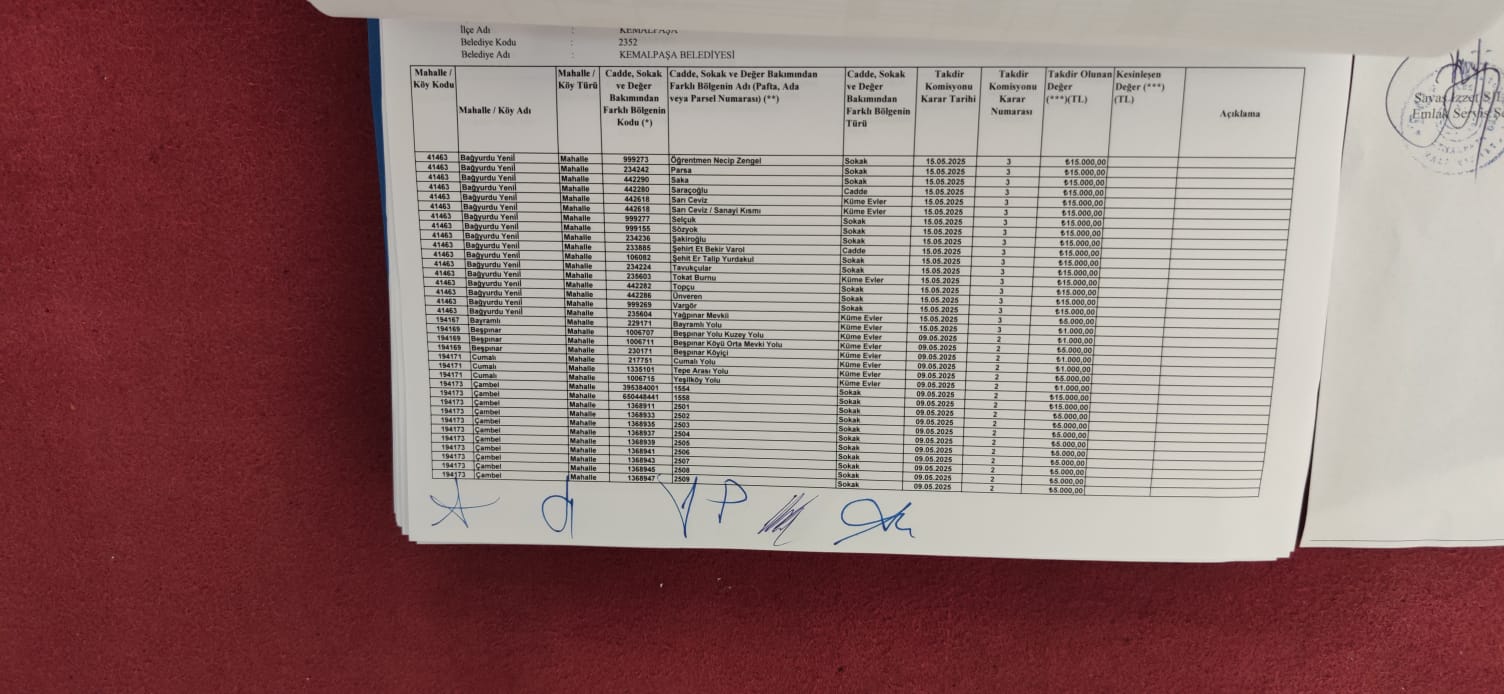 İlçe Adı : KEMALPAŞA
Belediye Kodu : 2352
Belediye Adı : KEMALPAŞA BELEDİYESİ
Mahalle / Köy Kodu Mahalle / Köy Adı Mahalle / Köy Türü Cadde, Sokak ve Değer Bakımından Farklı Bölgenin Kodu (*) Cadde, Sokak ve Değer Bakımından Farklı Bölgenin Adı (Pafta, Ada veya Parsel Numarası) (**) Cadde, Sokak ve Değer Bakımından Farklı Bölgenin Türü Takdir Komisyonu Karar Tarihi Takdir Komisyonu Karar Numarası Takdir Olunan Değer (***)(TL) Kesinleşen Değer (***) (TL) Açıklama
41463 Bağyurdu Yenil Mahalle 999273 Öğrentmen Necip Zengel Sokak 15.05.2025 3 ₺15.000,00
41463 Bağyurdu Yenil Mahalle 234242 Parsa Sokak 15.05.2025 3 ₺15.000,00
41463 Bağyurdu Yenil Mahalle 442290 Saka Sokak 15.05.2025 3 ₺15.000,00
41463 Bağyurdu Yenil Mahalle 442280 Saraçoğlu Cadde 15.05.2025 3 ₺15.000,00
41463 Bağyurdu Yenil Mahalle 442618 Sarı Ceviz Küme Evler 15.05.2025 3 ₺15.000,00
41463 Bağyurdu Yenil Mahalle 442618 Sarı Ceviz / Sanayi Kısmı Küme Evler 15.05.2025 3 ₺15.000,00
41463 Bağyurdu Yenil Mahalle 999277 Selçuk Sokak 15.05.2025 3 ₺15.000,00
41463 Bağyurdu Yenil Mahalle 999155 Sözyok Sokak 15.05.2025 3 ₺15.000,00
41463 Bağyurdu Yenil Mahalle 234236 Şakiroğlu Sokak 15.05.2025 3 ₺15.000,00
41463 Bağyurdu Yenil Mahalle 233885 Şehirt Et Bekir Varol Cadde 15.05.2025 3 ₺15.000,00
41463 Bağyurdu Yenil Mahalle 106082 Şehit Er Talip Yurdakul Sokak 15.05.2025 3 ₺15.000,00
41463 Bağyurdu Yenil Mahalle 234224 Tavukçular Sokak 15.05.2025 3 ₺15.000,00
41463 Bağyurdu Yenil Mahalle 235603 Tokat Burnu Küme Evler 15.05.2025 3 ₺15.000,00
41463 Bağyurdu Yenil Mahalle 442282 Topçu Sokak 15.05.2025 3 ₺15.000,00
41463 Bağyurdu Yenil Mahalle 442286 Ünveren Sokak 15.05.2025 3 ₺15.000,00
41463 Bağyurdu Yenil Mahalle 999269 Vargör Sokak 15.05.2025 3 ₺15.000,00
41463 Bağyurdu Yenil Mahalle 235604 Yağpınar Mevkii Küme Evler 15.05.2025 3 ₺5.000,00
194167 Bayramlı Mahalle 229171 Bayramlı Yolu Küme Evler 15.05.2025 3 ₺1.000,00
194169 Beşpınar Mahalle 1006707 Beşpınar Yolu Kuzey Yolu Küme Evler 09.05.2025 2 ₺1.000,00
194169 Beşpınar Mahalle 1006711 Beşpınar Köyü Orta Mevki Yolu Küme Evler 09.05.2025 2 ₺5.000,00
194169 Beşpınar Mahalle 230171 Beşpınar Köyiçi Küme Evler 09.05.2025 2 ₺1.000,00
194171 Cumalı Mahalle 217751 Cumalı Yolu Küme Evler 09.05.2025 2 ₺1.000,00
194171 Cumalı Mahalle 1335101 Tepe Arası Yolu Küme Evler 09.05.2025 2 ₺5.000,00
194171 Cumalı Mahalle 1006715 Yeşilköy Yolu Küme Evler 09.05.2025 2 ₺1.000,00
194173 Çambel Mahalle 395384001 1554 Sokak 09.05.2025 2 ₺15.000,00
194173 Çambel Mahalle 650448441 1558 Sokak 09.05.2025 2 ₺15.000,00
194173 Çambel Mahalle 1368911 2501 Sokak 09.05.2025 2 ₺5.000,00
194173 Çambel Mahalle 1368933 2502 Sokak 09.05.2025 2 ₺5.000,00
194173 Çambel Mahalle 1368935 2503 Sokak 09.05.2025 2 ₺5.000,00
194173 Çambel Mahalle 1368937 2504 Sokak 09.05.2025 2 ₺5.000,00
194173 Çambel Mahalle 1368939 2505 Sokak 09.05.2025 2 ₺5.000,00
194173 Çambel Mahalle 1368941 2506 Sokak 09.05.2025 2 ₺5.000,00
194173 Çambel Mahalle 1368943 2507 Sokak 09.05.2025 2 ₺5.000,00
194173 Çambel Mahalle 1368945 2508 Sokak 09.05.2025 2 ₺5.000,00
194173 Çambel Mahalle 1368947 2509 Sokak 09.05.2025 2 ₺5.000,00
Emlak Servis